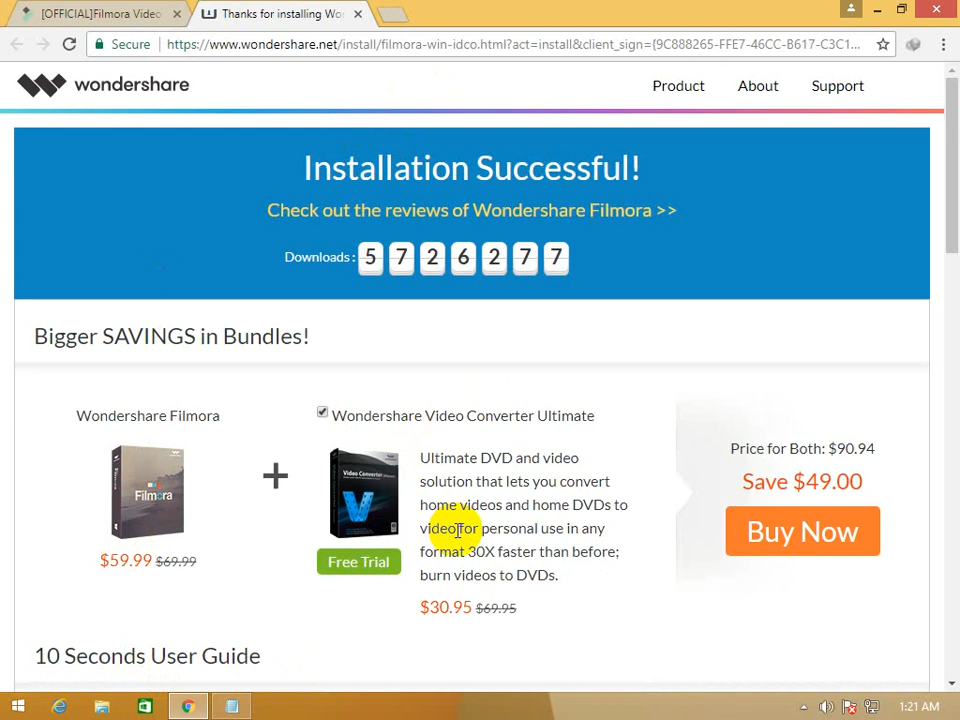 [OFFICIAL]Filmora Video
Thanks for installing Wo
Secure
https://www.wondershare.net/install/filmora-win-idco.html?act=install&client_sign={9C888265-FFE7-46CC-B617-C3C1...
wondershare
Product
About
Support
Installation Successful!
Check out the reviews of Wondershare Filmora >>
Downloads : 5 7 2 6 2 7 7
Bigger SAVINGS in Bundles!
Wondershare Filmora
Filmora
$59.99 $69.99
+
Wondershare Video Converter Ultimate
Video Converter
Free Trial
Ultimate DVD and video
solution that lets you convert
home videos and home DVDs to
video for personal use in any
format 30X faster than before;
burn videos to DVDs.
$30.95 $69.95
Price for Both: $90.94
Save $49.00
Buy Now
10 Seconds User Guide
1:21 AM